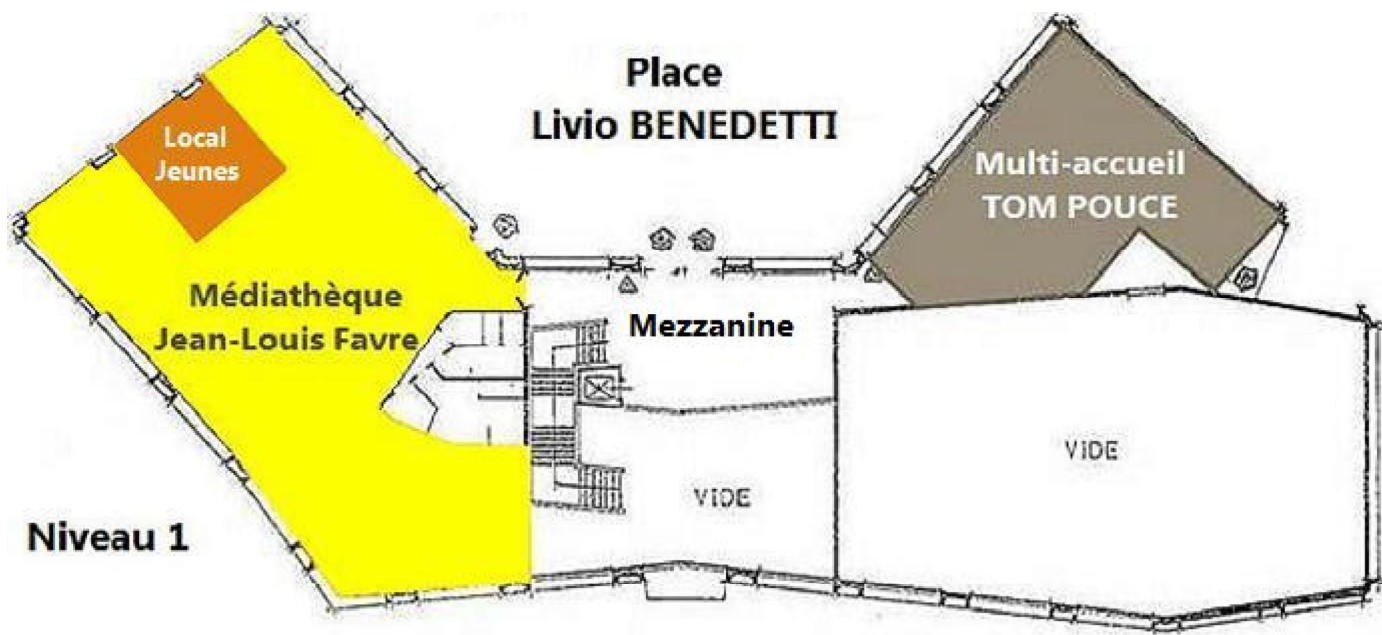 Place
Livio BENEDETTI
Local
Jeunes
Multi-accueil
TOM POUCE
Médiathèque
Jean-Louis Favre
Mezzanine
VIDE
VIDE
Niveau 1